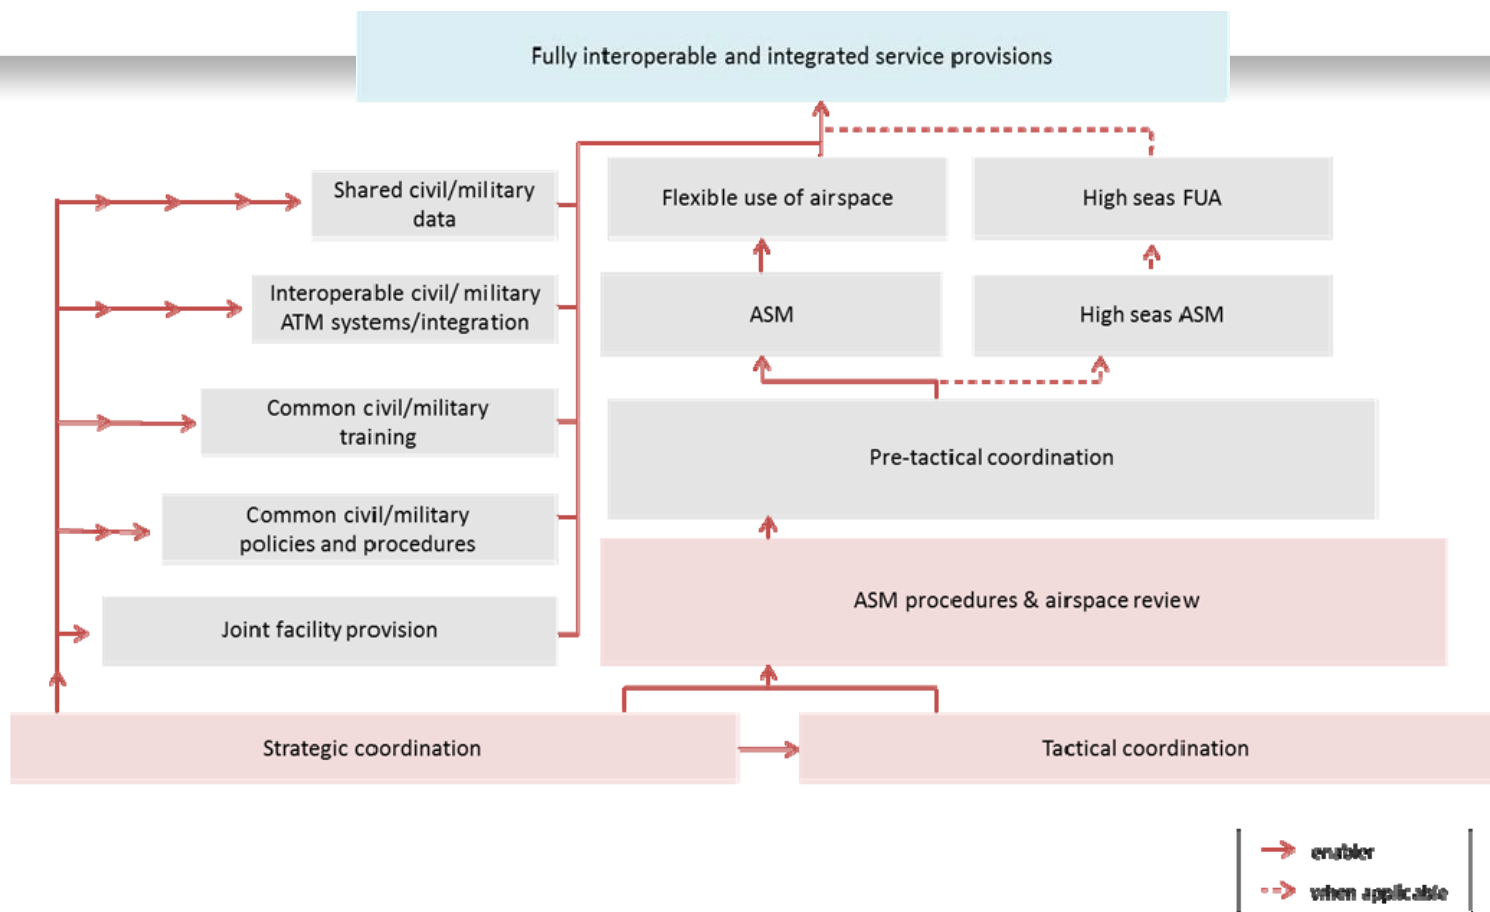 Fully interoperable and integrated service provisions
Shared civil/military
data
Flexible use of airspace
High seas FUA
Interoperable civil/ military
ATM systems/integration
ASM
High seas ASM
Common civil/military
training
Pre-tactical coordination
Common civil/military
policies and procedures
ASM procedures & airspace review
Joint facility provision
Strategic coordination
Tactical coordination
enabler
when applicable